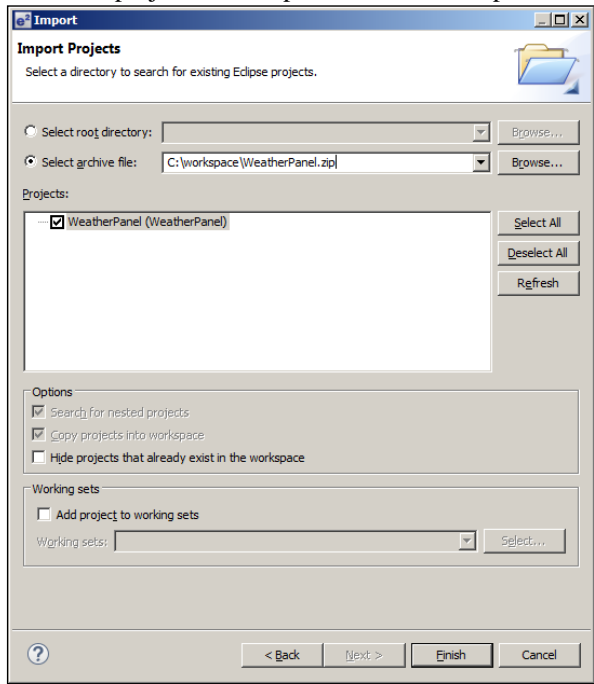 e² Import
Import Projects
Select a directory to search for existing Eclipse projects.
Select root directory:
Browse...
Select archive file: C:\workspace\WeatherPanel.zip Browse...
Projects:
WeatherPanel (WeatherPanel)
Select All
Deselect All
Refresh
Options
Search for nested projects
Copy projects into workspace
Hide projects that already exist in the workspace
Working sets
Add project to working sets
Working sets: Select...
? < Back Next > Finish Cancel